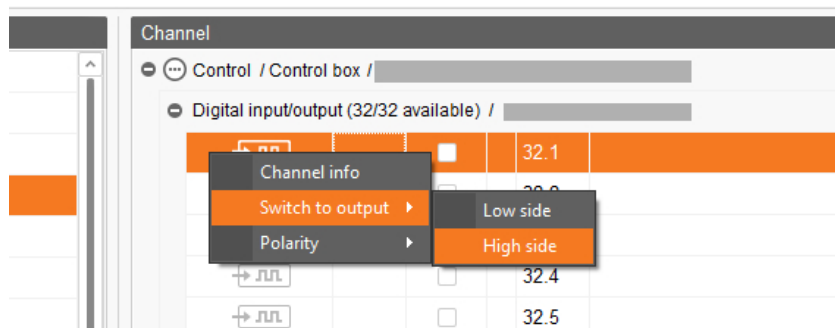 Channel
Control / Control box /
Digital input/output (32/32 available) /
32.1
Channel info
Switch to output
Low side
Polarity
High side
32.4
32.5